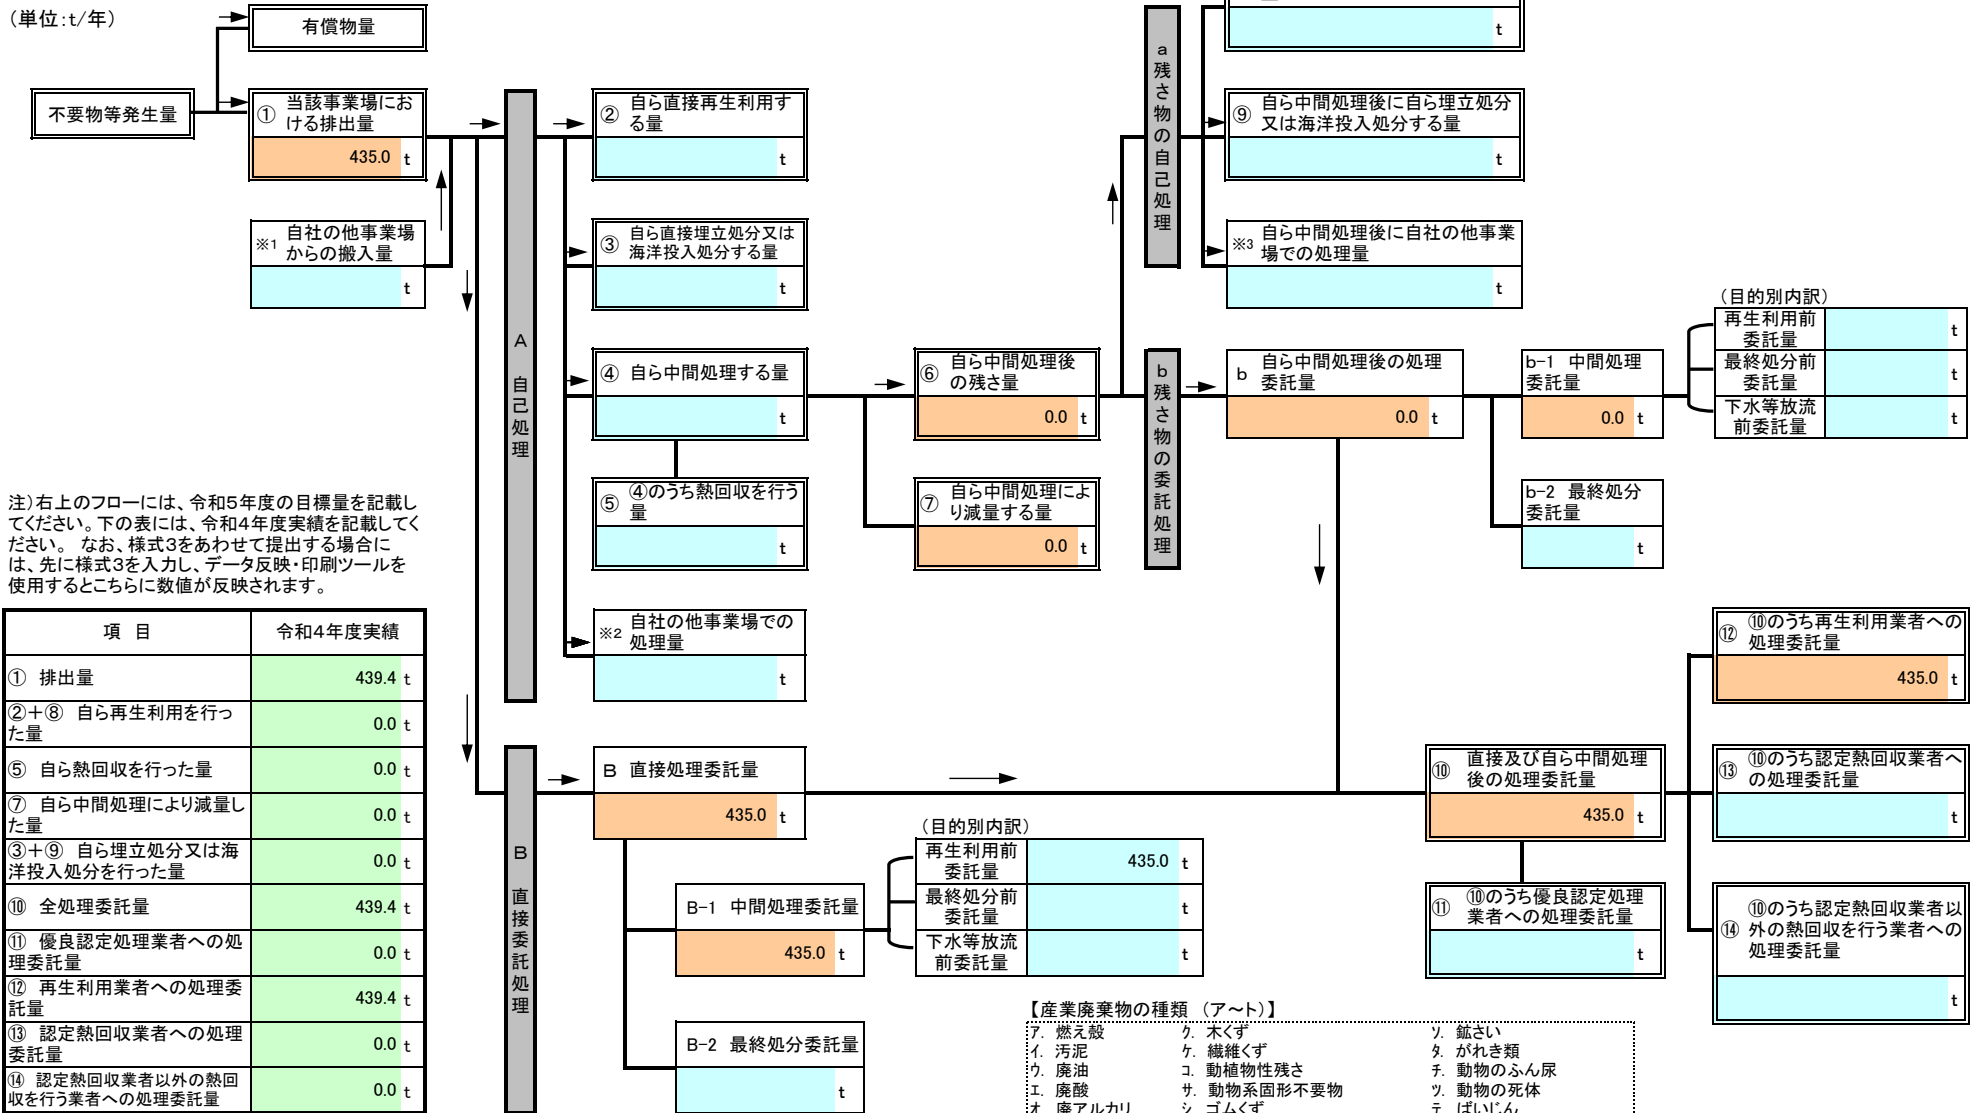 (単位:t/年)
有償物量
不要物等発生量
① 当該事業場にお
ける排出量
435.0 t
※1 自社の他事業場
からの搬入量
t
A 自己処理
② 自ら直接再生利用す
る量
t
③ 自ら直接埋立処分又は
海洋投入処分する量
t
④ 自ら中間処理する量
t
⑤ ④のうち熱回収を行う
量
t
※2 自社の他事業場での
処理量
t
⑥ 自ら中間処理後
の残さ量
0.0 t
⑦ 自ら中間処理によ
り減量する量
0.0 t
a 残さ物の自己処理
t
⑨ 自ら中間処理後に自ら埋立処分
又は海洋投入処分する量
t
※3 自ら中間処理後に自社の他事業
場での処理量
t
b 残さ物の委託処理
b 自ら中間処理後の処理
委託量
0.0 t
b-1 中間処理
委託量
0.0 t
(目的別内訳)
再生利用前
委託量
t
最終処分前
委託量
t
下水等放流
前委託量
t
b-2 最終処分
委託量
t
注)右上のフローには、令和5年度の目標量を記載し
てください。下の表には、令和4年度実績を記載してく
ださい。 なお、様式3をあわせて提出する場合に
は、先に様式3を入力し、データ反映・印刷ツールを
使用するとこちらに数値が反映されます。
項 目 令和4年度実績
① 排出量 439.4 t
②+⑧ 自ら再生利用を行っ
た量 0.0 t
⑤ 自ら熱回収を行った量 0.0 t
⑦ 自ら中間処理により減量し
た量 0.0 t
③+⑨ 自ら埋立処分又は海
洋投入処分を行った量 0.0 t
⑩ 全処理委託量 439.4 t
⑪ 優良認定処理業者への処
理委託量 0.0 t
⑫ 再生利用業者への処理委
託量 439.4 t
⑬ 認定熱回収業者への処理
委託量 0.0 t
⑭ 認定熱回収業者以外の熱回
収を行う業者への処理委託量 0.0 t
B 直接委託処理
B 直接処理委託量
435.0 t
B-1 中間処理委託量
435.0 t
(目的別内訳)
再生利用前
委託量
435.0 t
最終処分前
委託量
t
下水等放流
前委託量
t
B-2 最終処分委託量
t
⑩ 直接及び自ら中間処理
後の処理委託量
435.0 t
⑪ ⑩のうち優良認定処理
業者への処理委託量
t
⑫ ⑩のうち再生利用業者への
処理委託量
435.0 t
⑬ ⑩のうち認定熱回収業者へ
の処理委託量
t
⑭ ⑩のうち認定熱回収業者以
外の熱回収を行う業者への
処理委託量
t
【産業廃棄物の種類 (ア～ト)】
ア. 燃え殻 ク. 木くず ソ. 鉱さい
イ. 汚泥 ケ. 繊維くず タ. がれき類
ウ. 廃油 コ. 動植物性残さ チ. 動物のふん尿
エ. 廃酸 サ. 動物系固形不要物 ツ. 動物の死体
オ. 廃アルカリ シ. ゴムくず テ. ばいじん